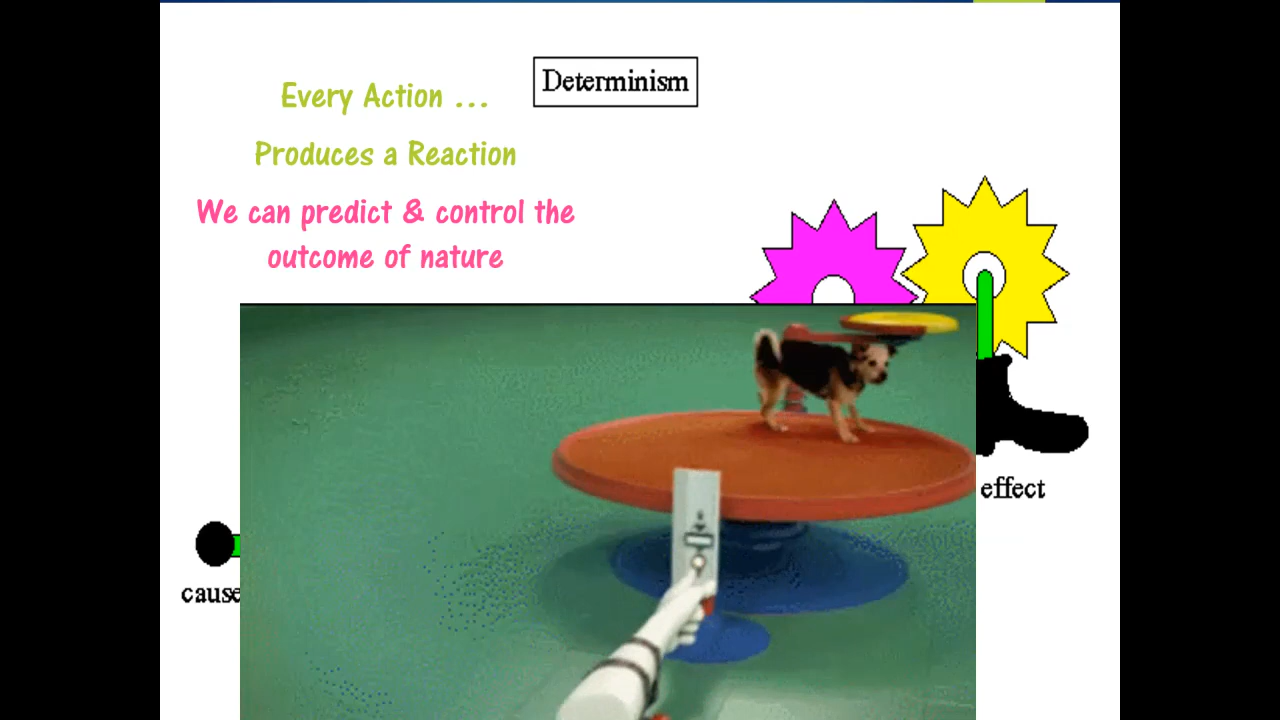 Determinism
Every Action ...
Produces a Reaction
We can predict & control the
outcome of nature
effect
cause